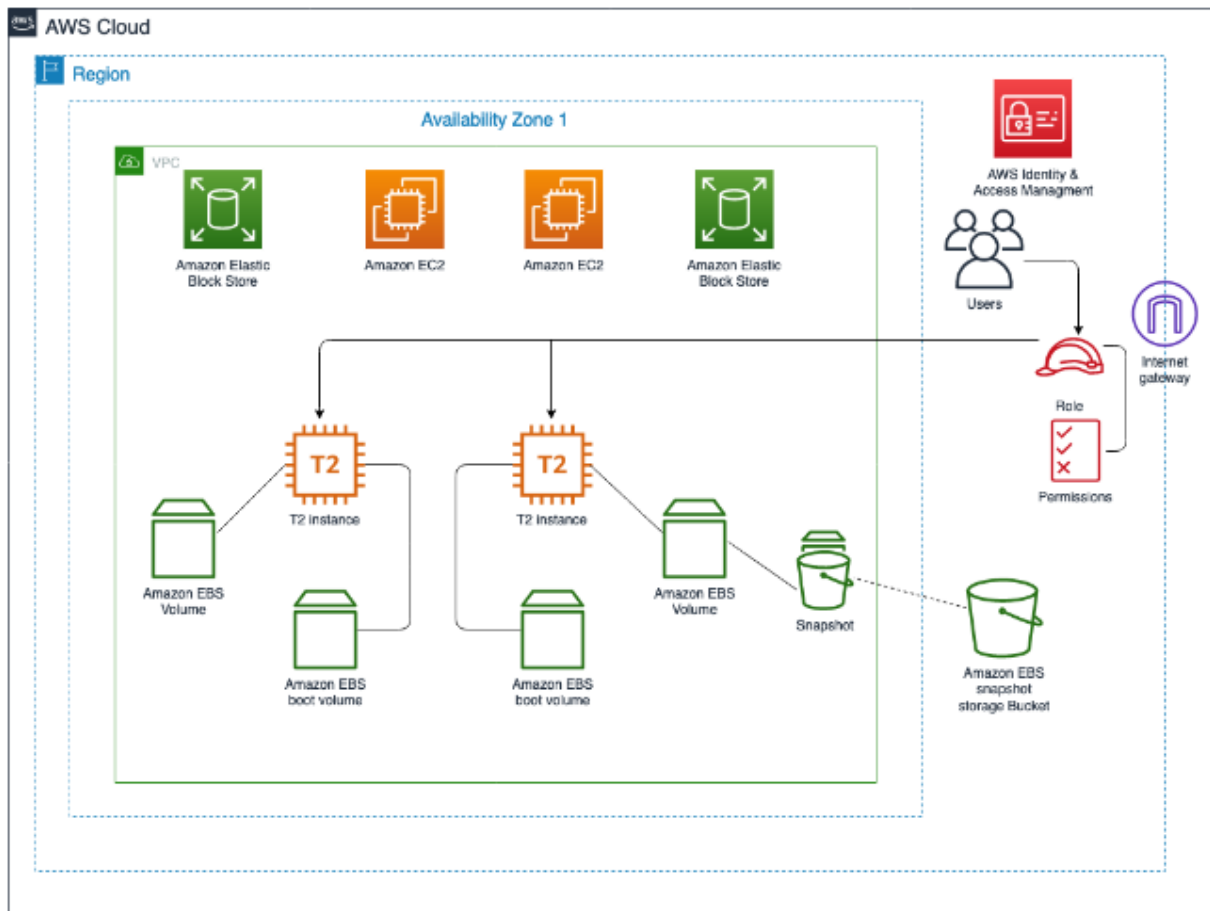 aws
AWS Cloud
Region
Availability Zone 1
VPC
Amazon Elastic
Block Store
Amazon EC2
Amazon EC2
Amazon Elastic
Block Store
AWS Identity &
Access Managment
Users
Internet
gateway
Role
Permissions
T2
T2 instance
T2
T2 instance
Amazon EBS
Volume
Amazon EBS
boot volume
Amazon EBS
boot volume
Amazon EBS
Volume
Snapshot
Amazon EBS
snapshot
storage Bucket